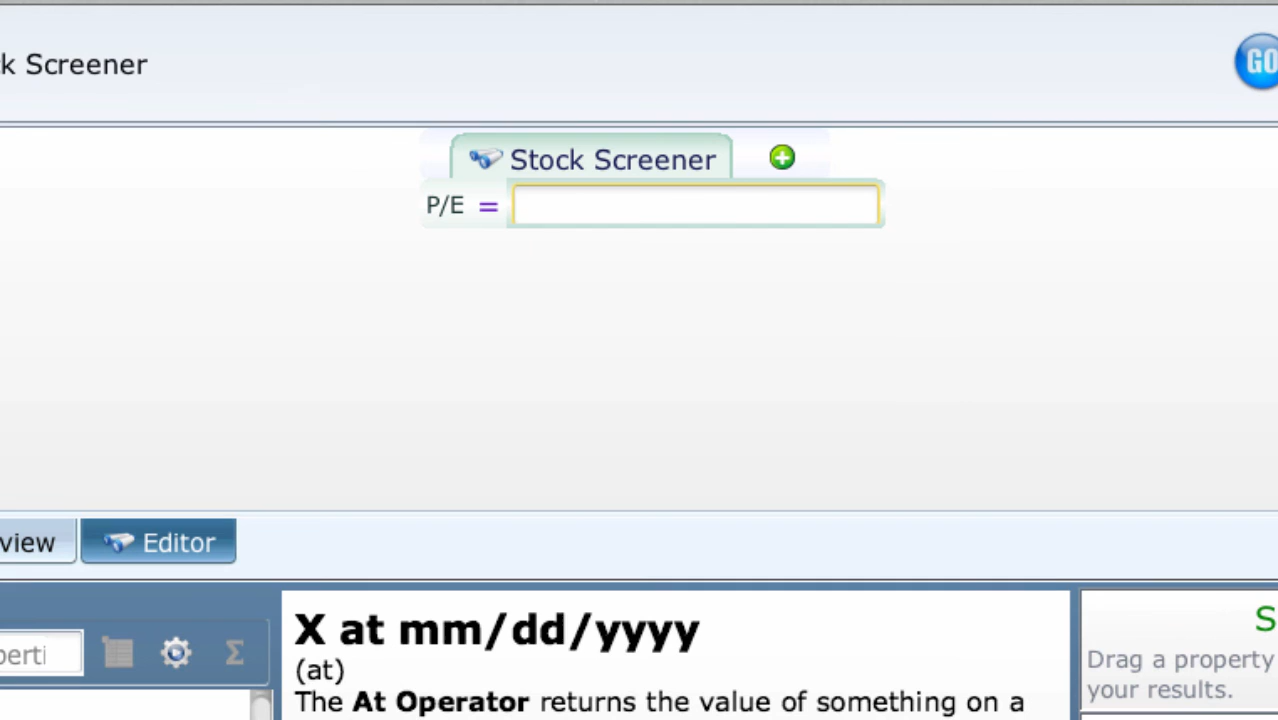 k Screener
GO
Stock Screener
P/E =
view
Editor
perti
Σ
X at mm/dd/yyyy
(at)
The At Operator returns the value of something on a
S
Drag a property
your results.